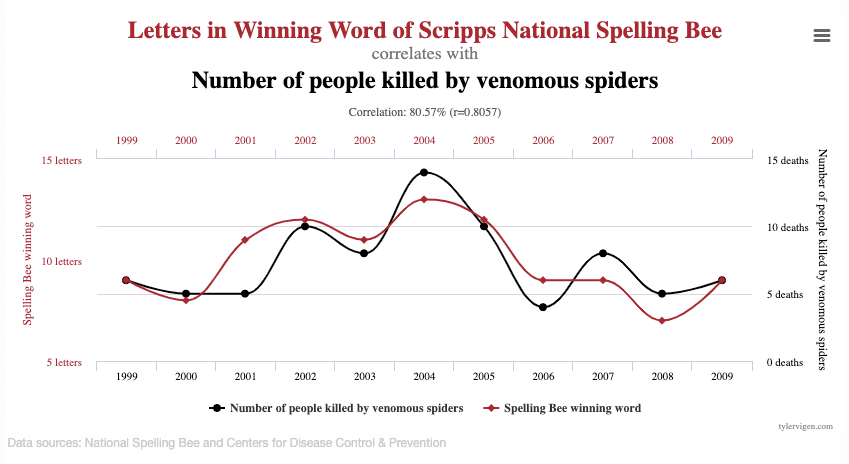 Letters in Winning Word of Scripps National Spelling Bee
correlates with
Number of people killed by venomous spiders
Correlation: 80.57% (r=0.8057)
1999 2000 2001 2002 2003 2004 2005 2006 2007 2008 2009
15 letters
10 letters
5 letters
Spelling Bee winning word
15 deaths
10 deaths
5 deaths
0 deaths
Number of people killed by venomous spiders
1999 2000 2001 2002 2003 2004 2005 2006 2007 2008 2009
Number of people killed by venomous spiders Spelling Bee winning word
tylervigen.com
Data sources: National Spelling Bee and Centers for Disease Control & Prevention